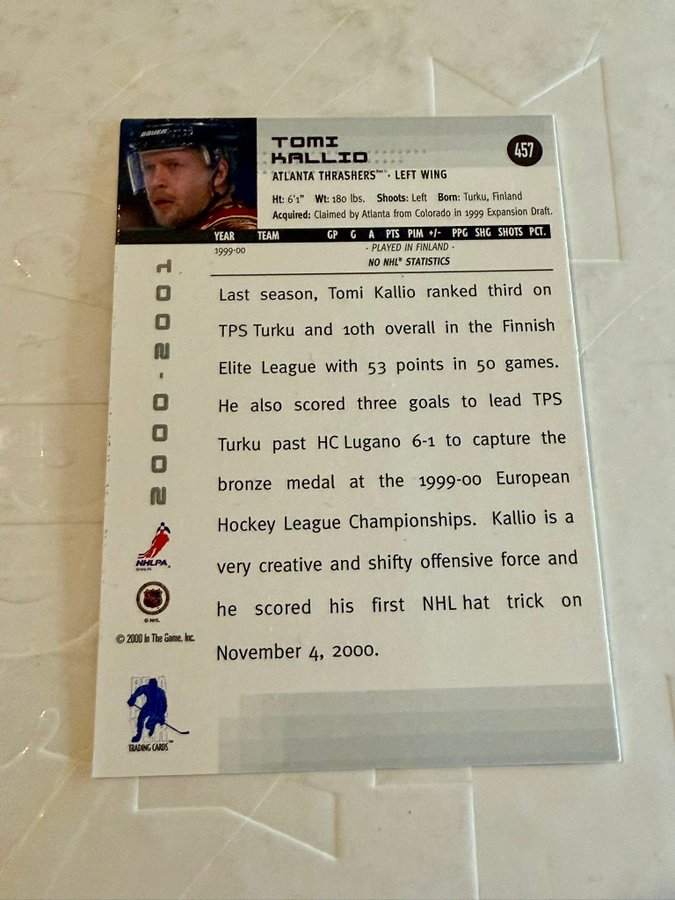 BAUER
TOMI
KALLIO
457
ATLANTA THRASHERS™ · LEFT WING
Ht: 6'1" Wt: 180 lbs. Shoots: Left Born: Turku, Finland
Acquired: Claimed by Atlanta from Colorado in 1999 Expansion Draft.
YEAR TEAM GP G A PTS PIM +/- PPG SHG SHOTS PCT.
1999-00 - PLAYED IN FINLAND -
NO NHL® STATISTICS
Last season, Tomi Kallio ranked third on
TPS Turku and 10th overall in the Finnish
Elite League with 53 points in 50 games.
He also scored three goals to lead TPS
Turku past HC Lugano 6-1 to capture the
bronze medal at the 1999-00 European
Hockey League Championships. Kallio is a
very creative and shifty offensive force and
he scored his first NHL hat trick on
November 4, 2000.
2000-2001
NHLPA
©NHLPA
© NHL
© 2000 In The Game, Inc.
TRADING CARDS™